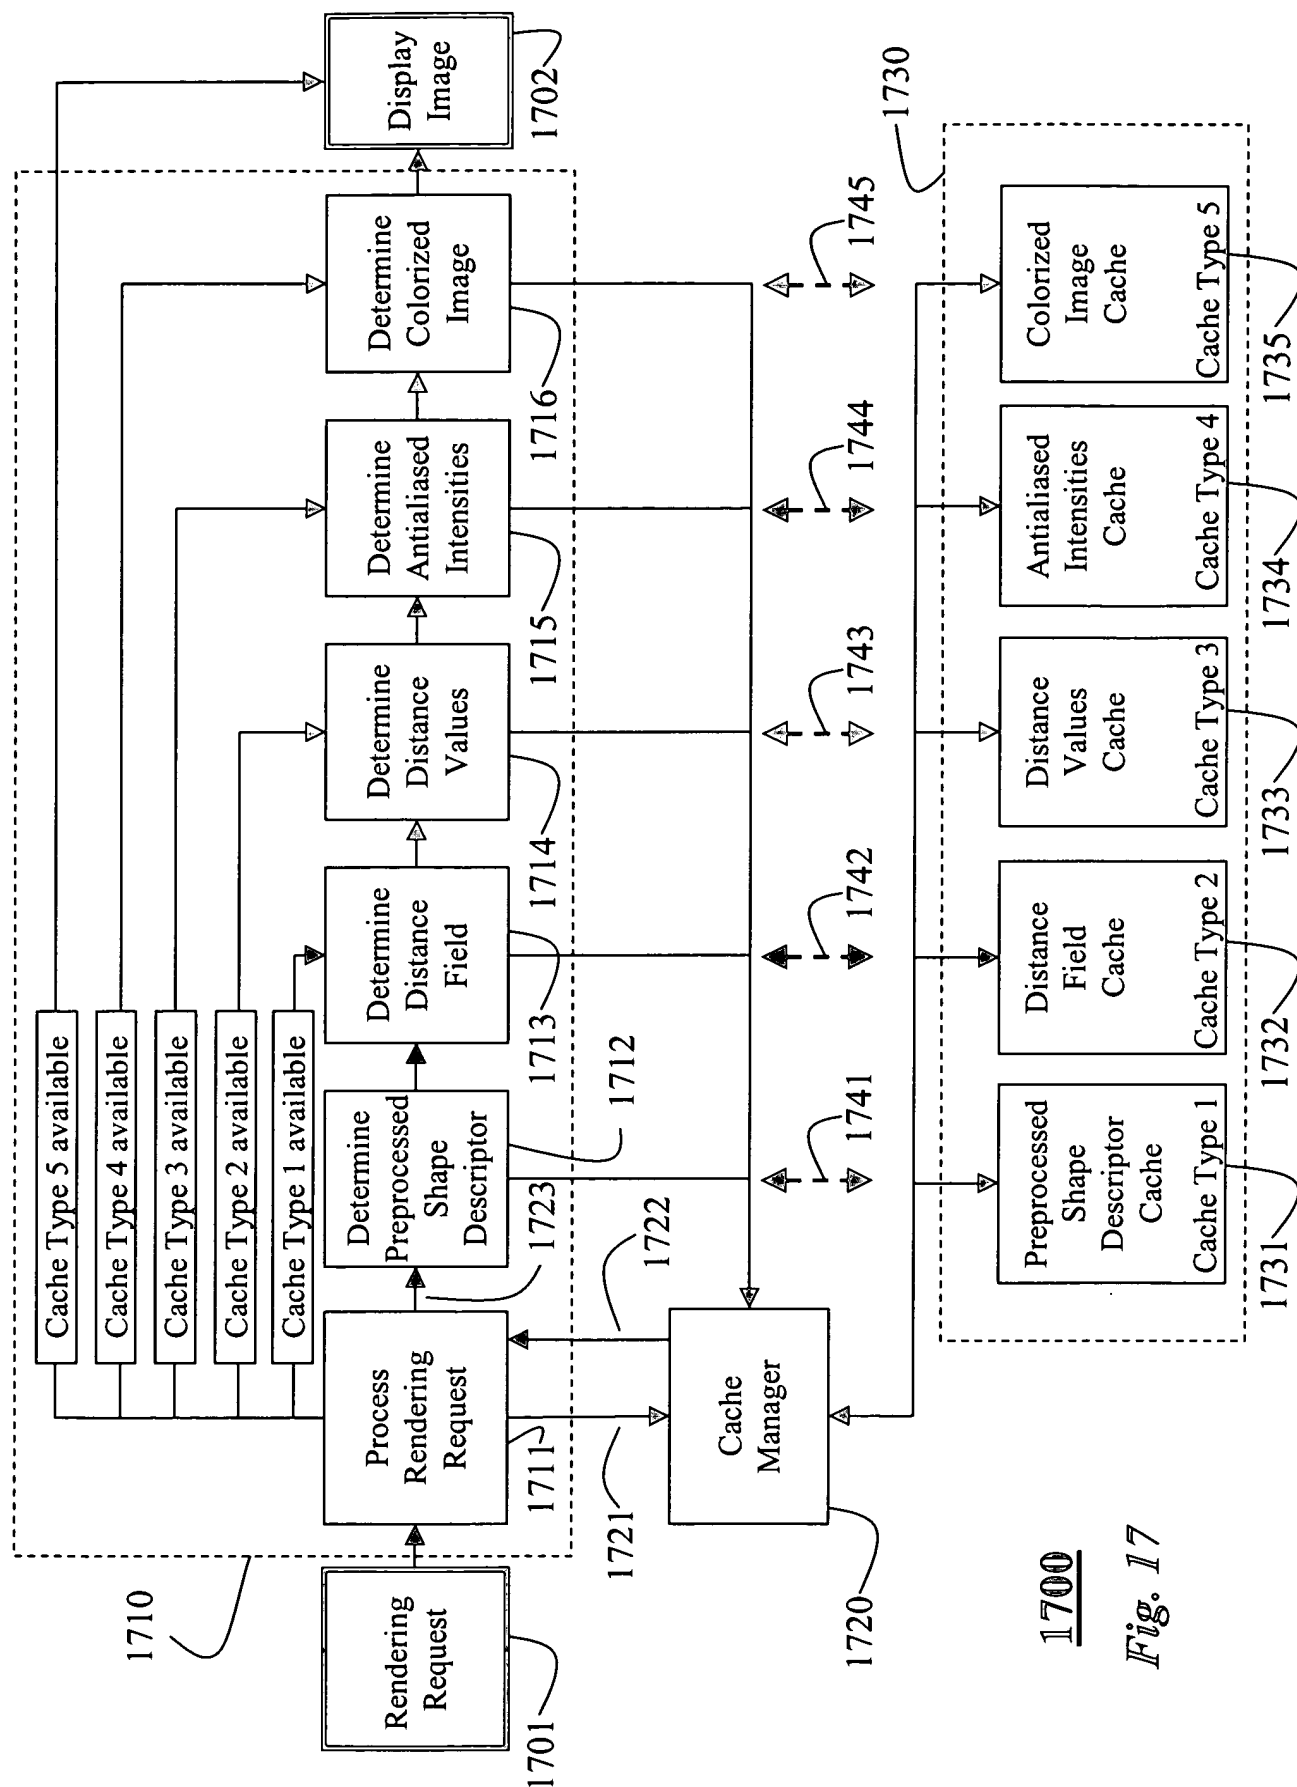 1710
Cache Type 5 available
Cache Type 4 available
Cache Type 3 available
Cache Type 2 available
Cache Type 1 available
Rendering
Request
1701
Process
Rendering
Request
1711
1723
Determine
Preprocessed
Shape
Descriptor
1712
Determine
Distance
Field
1713
Determine
Distance
Values
1714
Determine
Antialiased
Intensities
1715
Determine
Colorized
Image
1716
Display
Image
1702
1721
1722
Cache
Manager
1720
1741
1742
1743
1744
1745
1730
Preprocessed
Shape
Descriptor
Cache
Cache Type 1
1731
Distance
Field
Cache
Cache Type 2
1732
Distance
Values
Cache
Cache Type 3
1733
Antialiased
Intensities
Cache
Cache Type 4
1734
Colorized
Image
Cache
Cache Type 5
1735
1700
Fig. 17